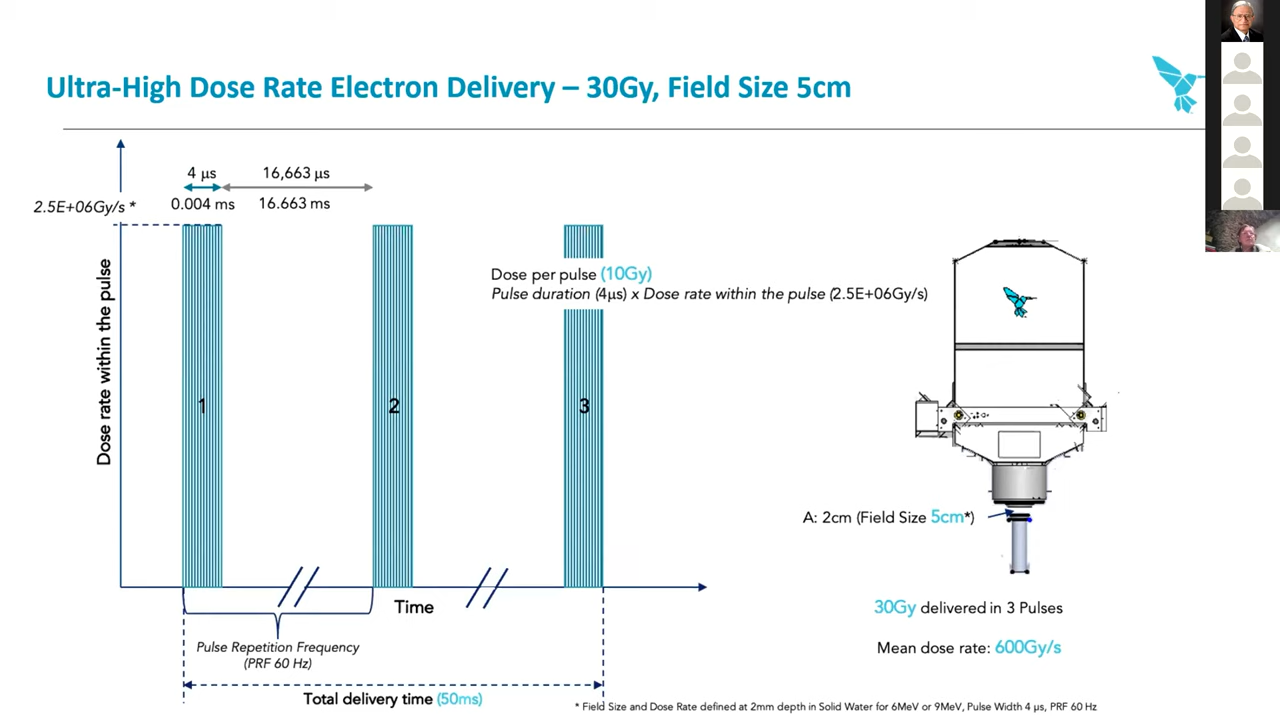 Ultra-High Dose Rate Electron Delivery – 30Gy, Field Size 5cm
4 µs
16,663 µs
2.5E+06Gy/s *
0.004 ms
16.663 ms
Dose rate within the pulse
Dose per pulse (10Gy)
Pulse duration (4µs) x Dose rate within the pulse (2.5E+06Gy/s)
1
2
3
A: 2cm (Field Size 5cm*)
Time
30Gy delivered in 3 Pulses
Pulse Repetition Frequency
(PRF 60 Hz)
Mean dose rate: 600Gy/s
Total delivery time (50ms)
* Field Size and Dose Rate defined at 2mm depth in Solid Water for 6MeV or 9MeV, Pulse Width 4 µs, PRF 60 Hz